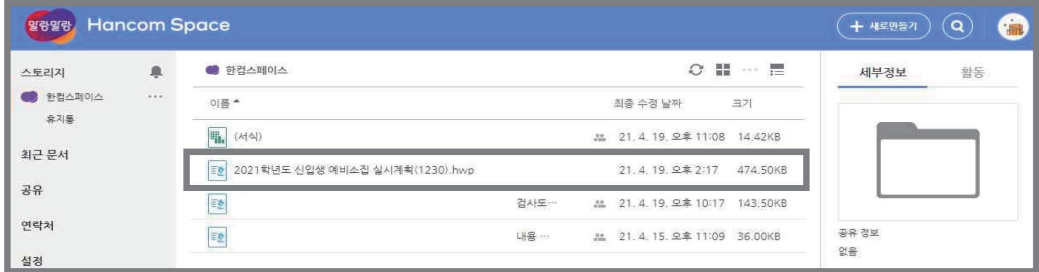 말랑말랑 Hancom Space
새로만들기
스토리지
한컴스페이스
휴지통
최근 문서
공유
연락처
설정
한컴스페이스
이름 최종 수정 날짜 크기
(서식) 21. 4. 19. 오후 11:08 14.42KB
2021학년도 신입생 예비소집 실시계획(1230).hwp 21. 4. 19. 오후 2:17 474.50KB
검사도… 21. 4. 19. 오후 10:17 143.50KB
내용 … 21. 4. 15. 오후 11:09 36.00KB
세부정보 활동
공유 정보
없음